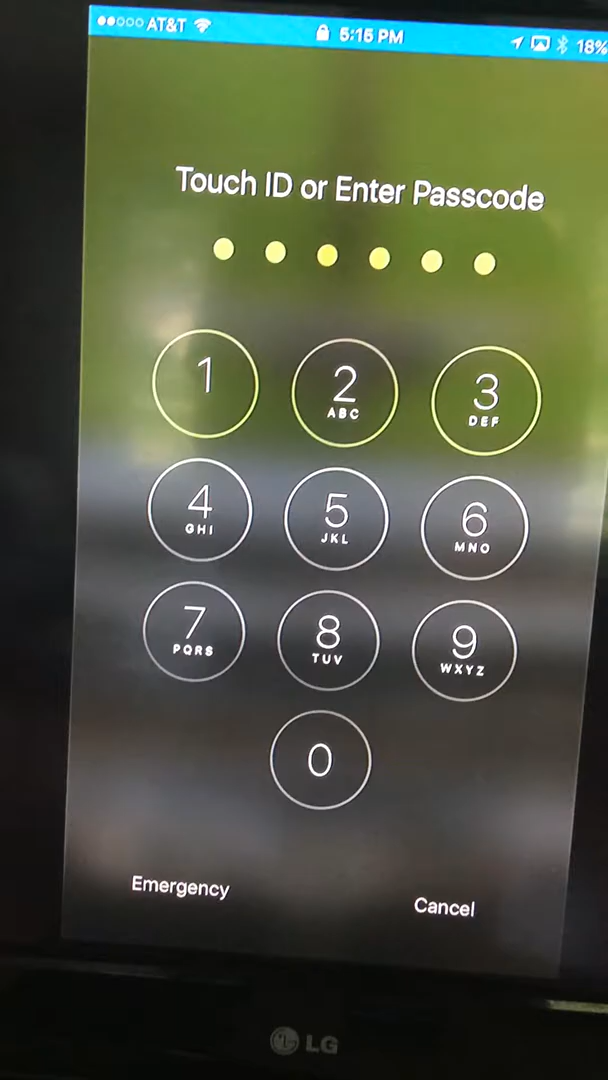 AT&T 5:15 PM 18%
Touch ID or Enter Passcode
1 2 3
ABC DEF
4 5 6
GHI JKL MNO
7 8 9
PQRS TUV WXYZ
0
Emergency Cancel
LG